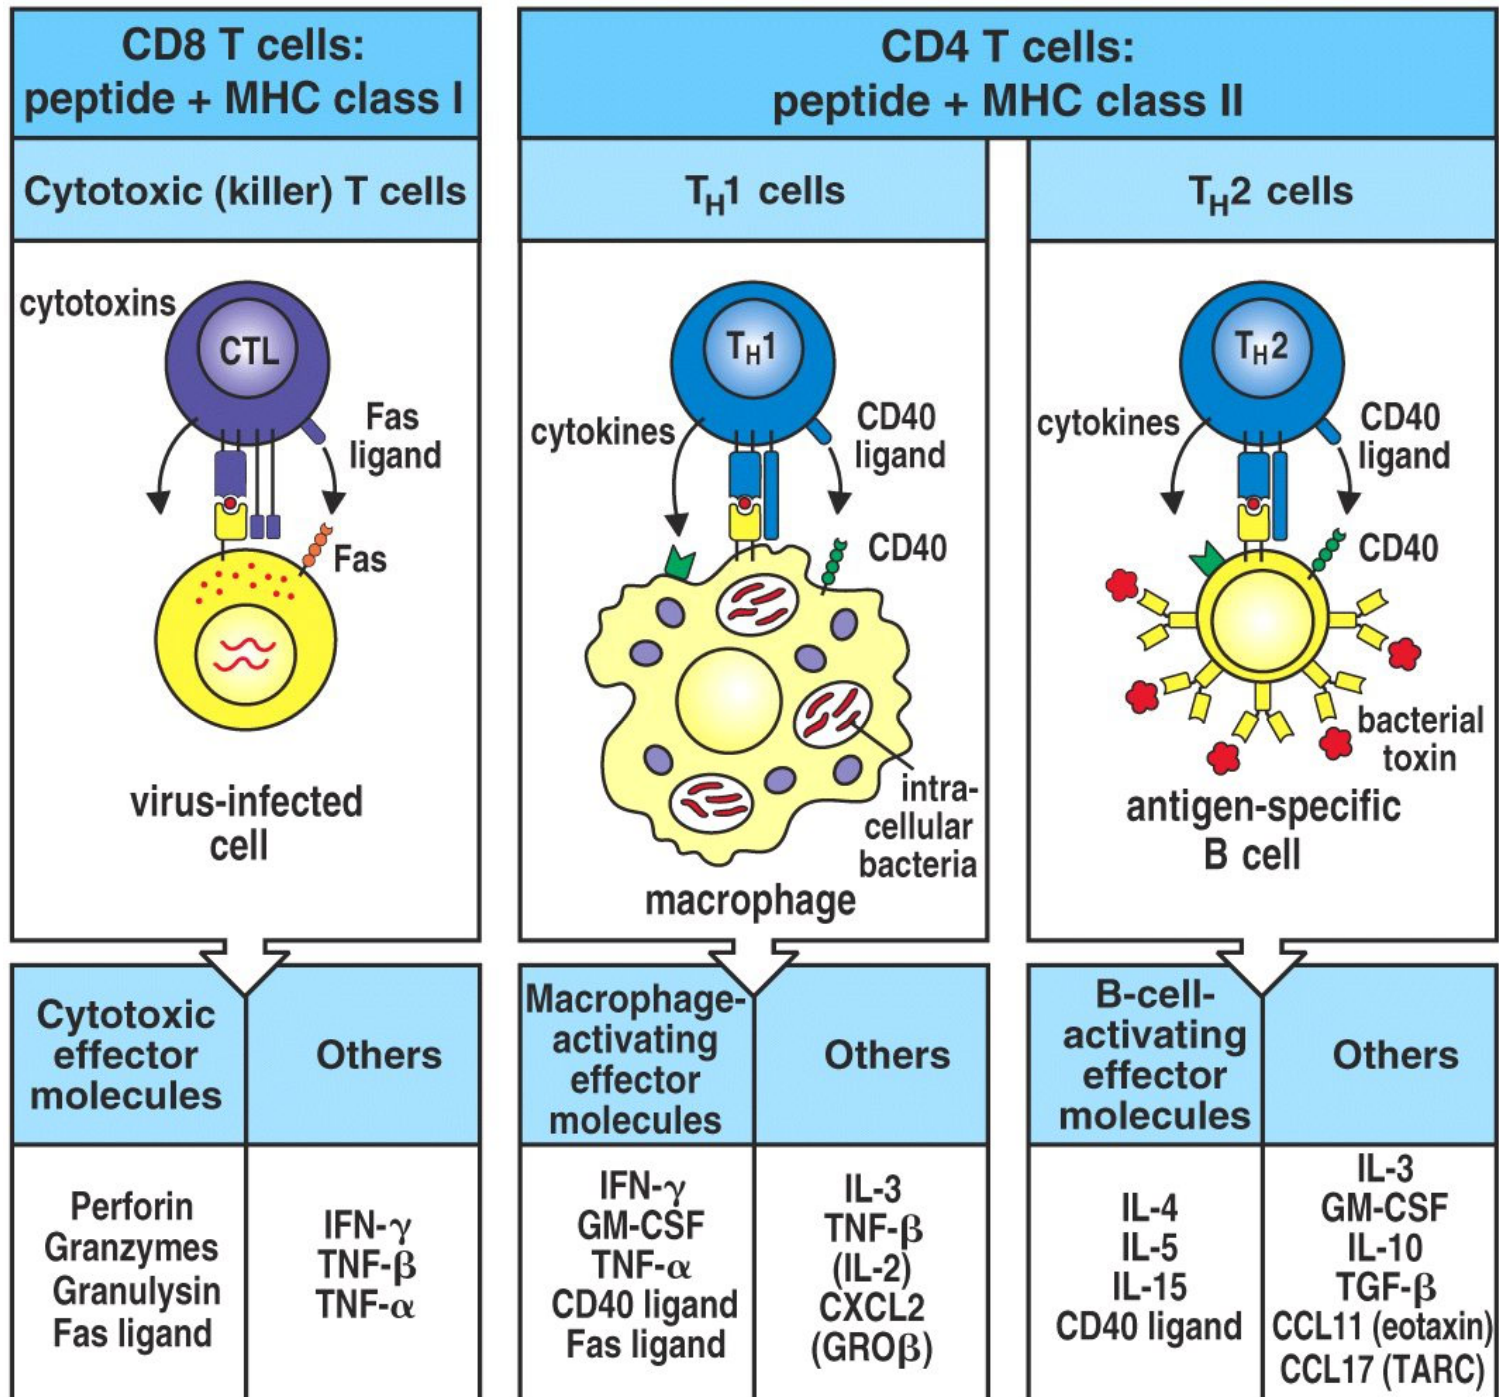 CD8 T cells:
peptide + MHC class I
Cytotoxic (killer) T cells
cytotoxins
CTL
Fas
ligand
Fas
virus-infected
cell
Cytotoxic
effector
molecules
Others
Perforin
Granzymes
Granulysin
Fas ligand
IFN-γ
TNF-β
TNF-α
CD4 T cells:
peptide + MHC class II
TH1 cells
TH1
cytokines
CD40
ligand
CD40
intra-
cellular
bacteria
macrophage
Macrophage-
activating
effector
molecules
Others
IFN-γ
GM-CSF
TNF-α
CD40 ligand
Fas ligand
IL-3
TNF-β
(IL-2)
CXCL2
(GROβ)
TH2 cells
TH2
cytokines
CD40
ligand
CD40
bacterial
toxin
antigen-specific
B cell
B-cell-
activating
effector
molecules
Others
IL-4
IL-5
IL-15
CD40 ligand
IL-3
GM-CSF
IL-10
TGF-β
CCL11 (eotaxin)
CCL17 (TARC)